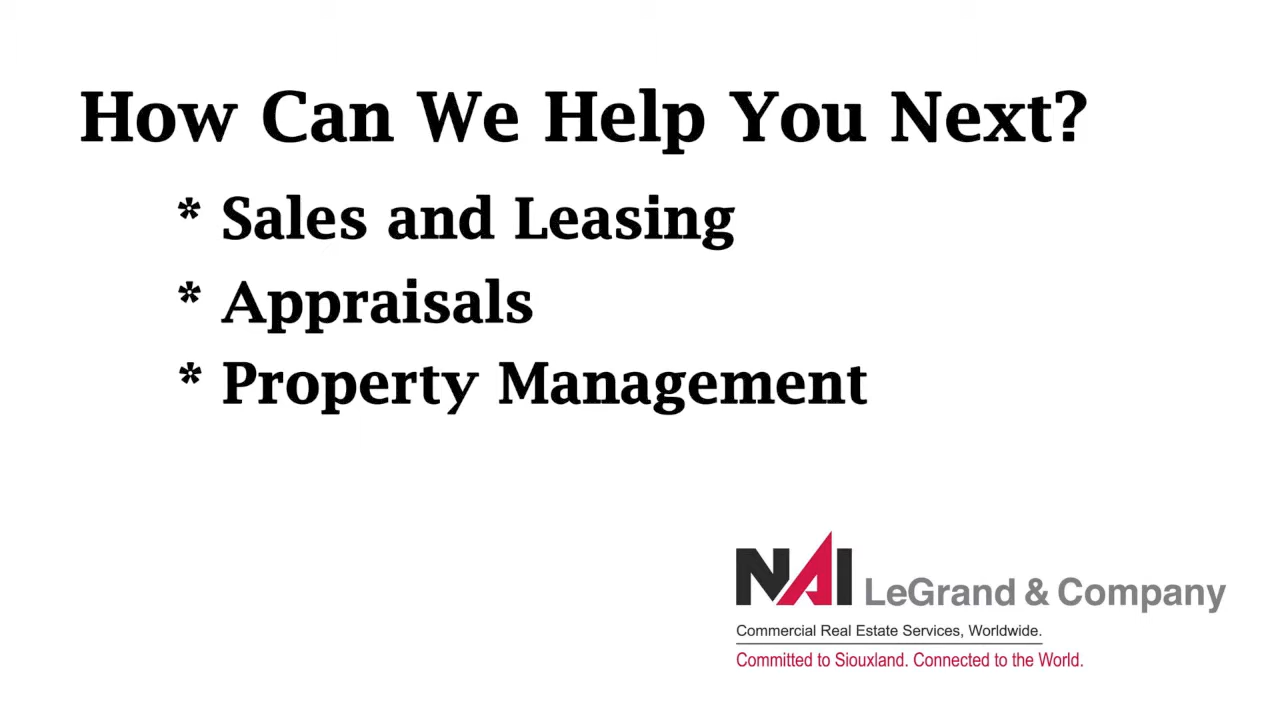 How Can We Help You Next?
* Sales and Leasing
* Appraisals
* Property Management
NAI LeGrand & Company
Commercial Real Estate Services, Worldwide.
Committed to Siouxland. Connected to the World.